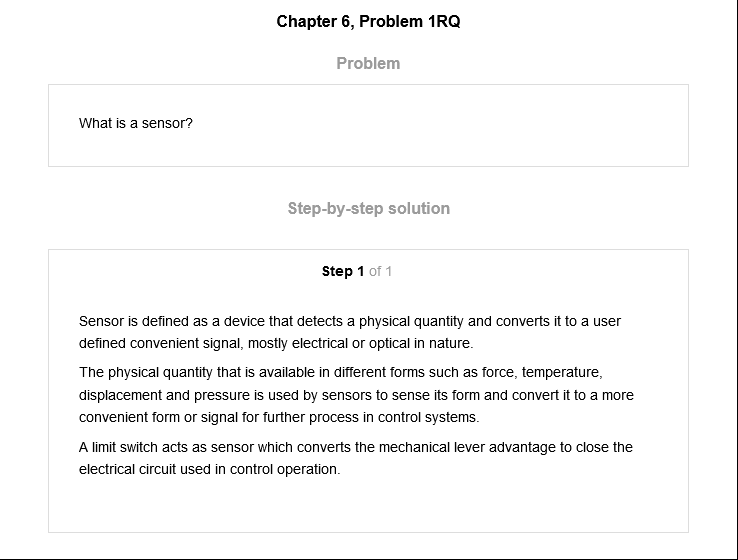 Chapter 6, Problem 1RQ
Problem
What is a sensor?
Step-by-step solution
Step 1 of 1
Sensor is defined as a device that detects a physical quantity and converts it to a user
defined convenient signal, mostly electrical or optical in nature.
The physical quantity that is available in different forms such as force, temperature,
displacement and pressure is used by sensors to sense its form and convert it to a more
convenient form or signal for further process in control systems.
A limit switch acts as sensor which converts the mechanical lever advantage to close the
electrical circuit used in control operation.